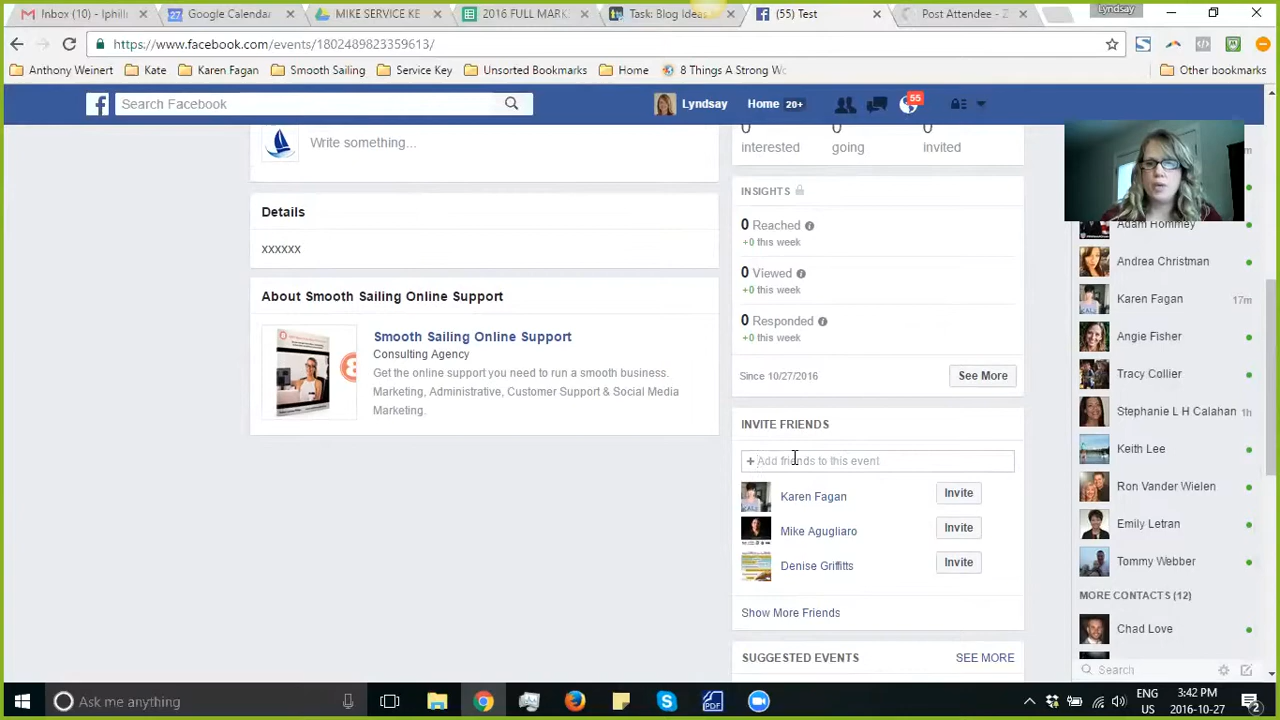 Inbox (10) - lphilli
Google Calendar
27
MIKE SERVICE KE
2016 FULL MARK
Task: Blog Ideas
(55) Test
Post Attendee - Z
Lyndsay
https://www.facebook.com/events/1802489823359613/
Anthony Weinert
Kate
Karen Fagan
Smooth Sailing
Service Key
Unsorted Bookmarks
Home
8 Things A Strong Wo
Other bookmarks
Search Facebook
Lyndsay
Home 20+
55
Write something...
0 0 0
interested going invited
Details
xxxxxx
About Smooth Sailing Online Support
Smooth Sailing Online Support
Consulting Agency
Get the online support you need to run a smooth business.
Marketing, Administrative, Customer Support & Social Media
Marketing.
INSIGHTS
0 Reached
+0 this week
0 Viewed
+0 this week
0 Responded
+0 this week
Since 10/27/2016
See More
INVITE FRIENDS
+ Add friends to this event
Karen Fagan Invite
Mike Agugliaro Invite
Denise Griffitts Invite
Show More Friends
SUGGESTED EVENTS SEE MORE
Adam Hommey
Andrea Christman
Karen Fagan 17m
Angie Fisher
Tracy Collier
Stephanie L H Calahan 1h
Keith Lee
Ron Vander Wielen
Emily Letran
Tommy Webber
MORE CONTACTS (12)
Chad Love
Search
Ask me anything
PDF
ENG
US
3:42 PM
2016-10-27
2